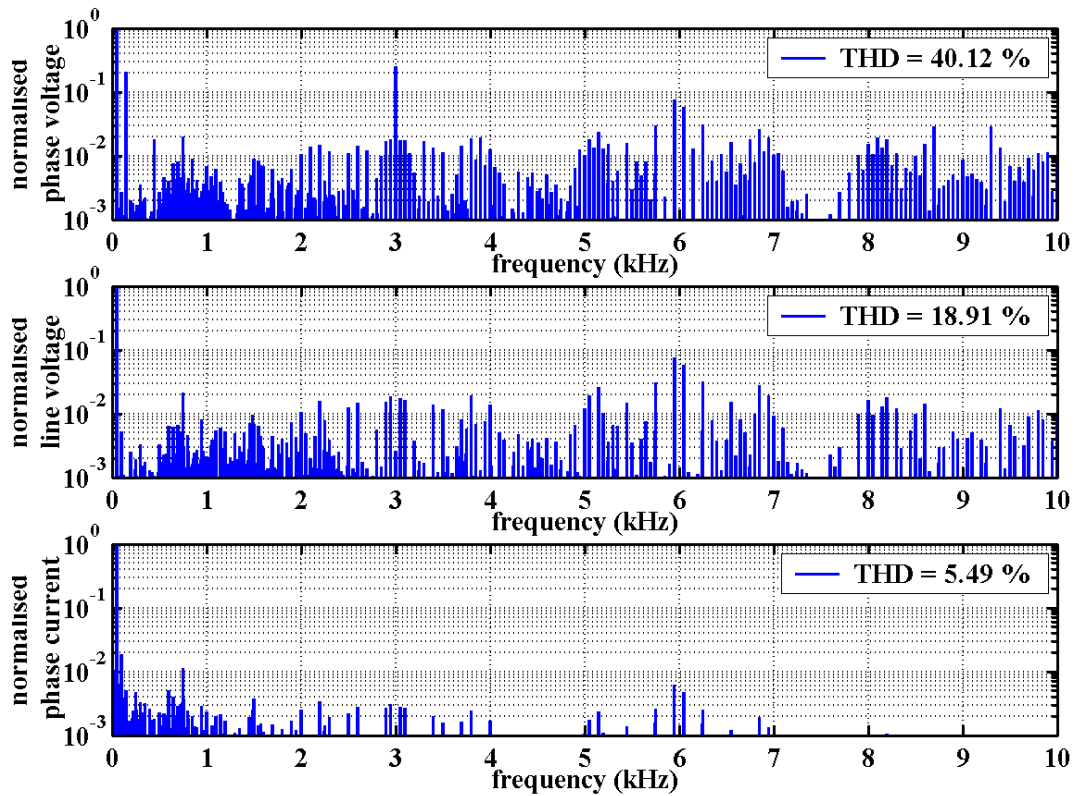 normalised
phase voltage
10^0
10^-1
10^-2
10^-3
THD = 40.12 %
0 1 2 3 4 5 6 7 8 9 10
frequency (kHz)
normalised
line voltage
10^0
10^-1
10^-2
10^-3
THD = 18.91 %
0 1 2 3 4 5 6 7 8 9 10
frequency (kHz)
normalised
phase current
10^0
10^-1
10^-2
10^-3
THD = 5.49 %
0 1 2 3 4 5 6 7 8 9 10
frequency (kHz)